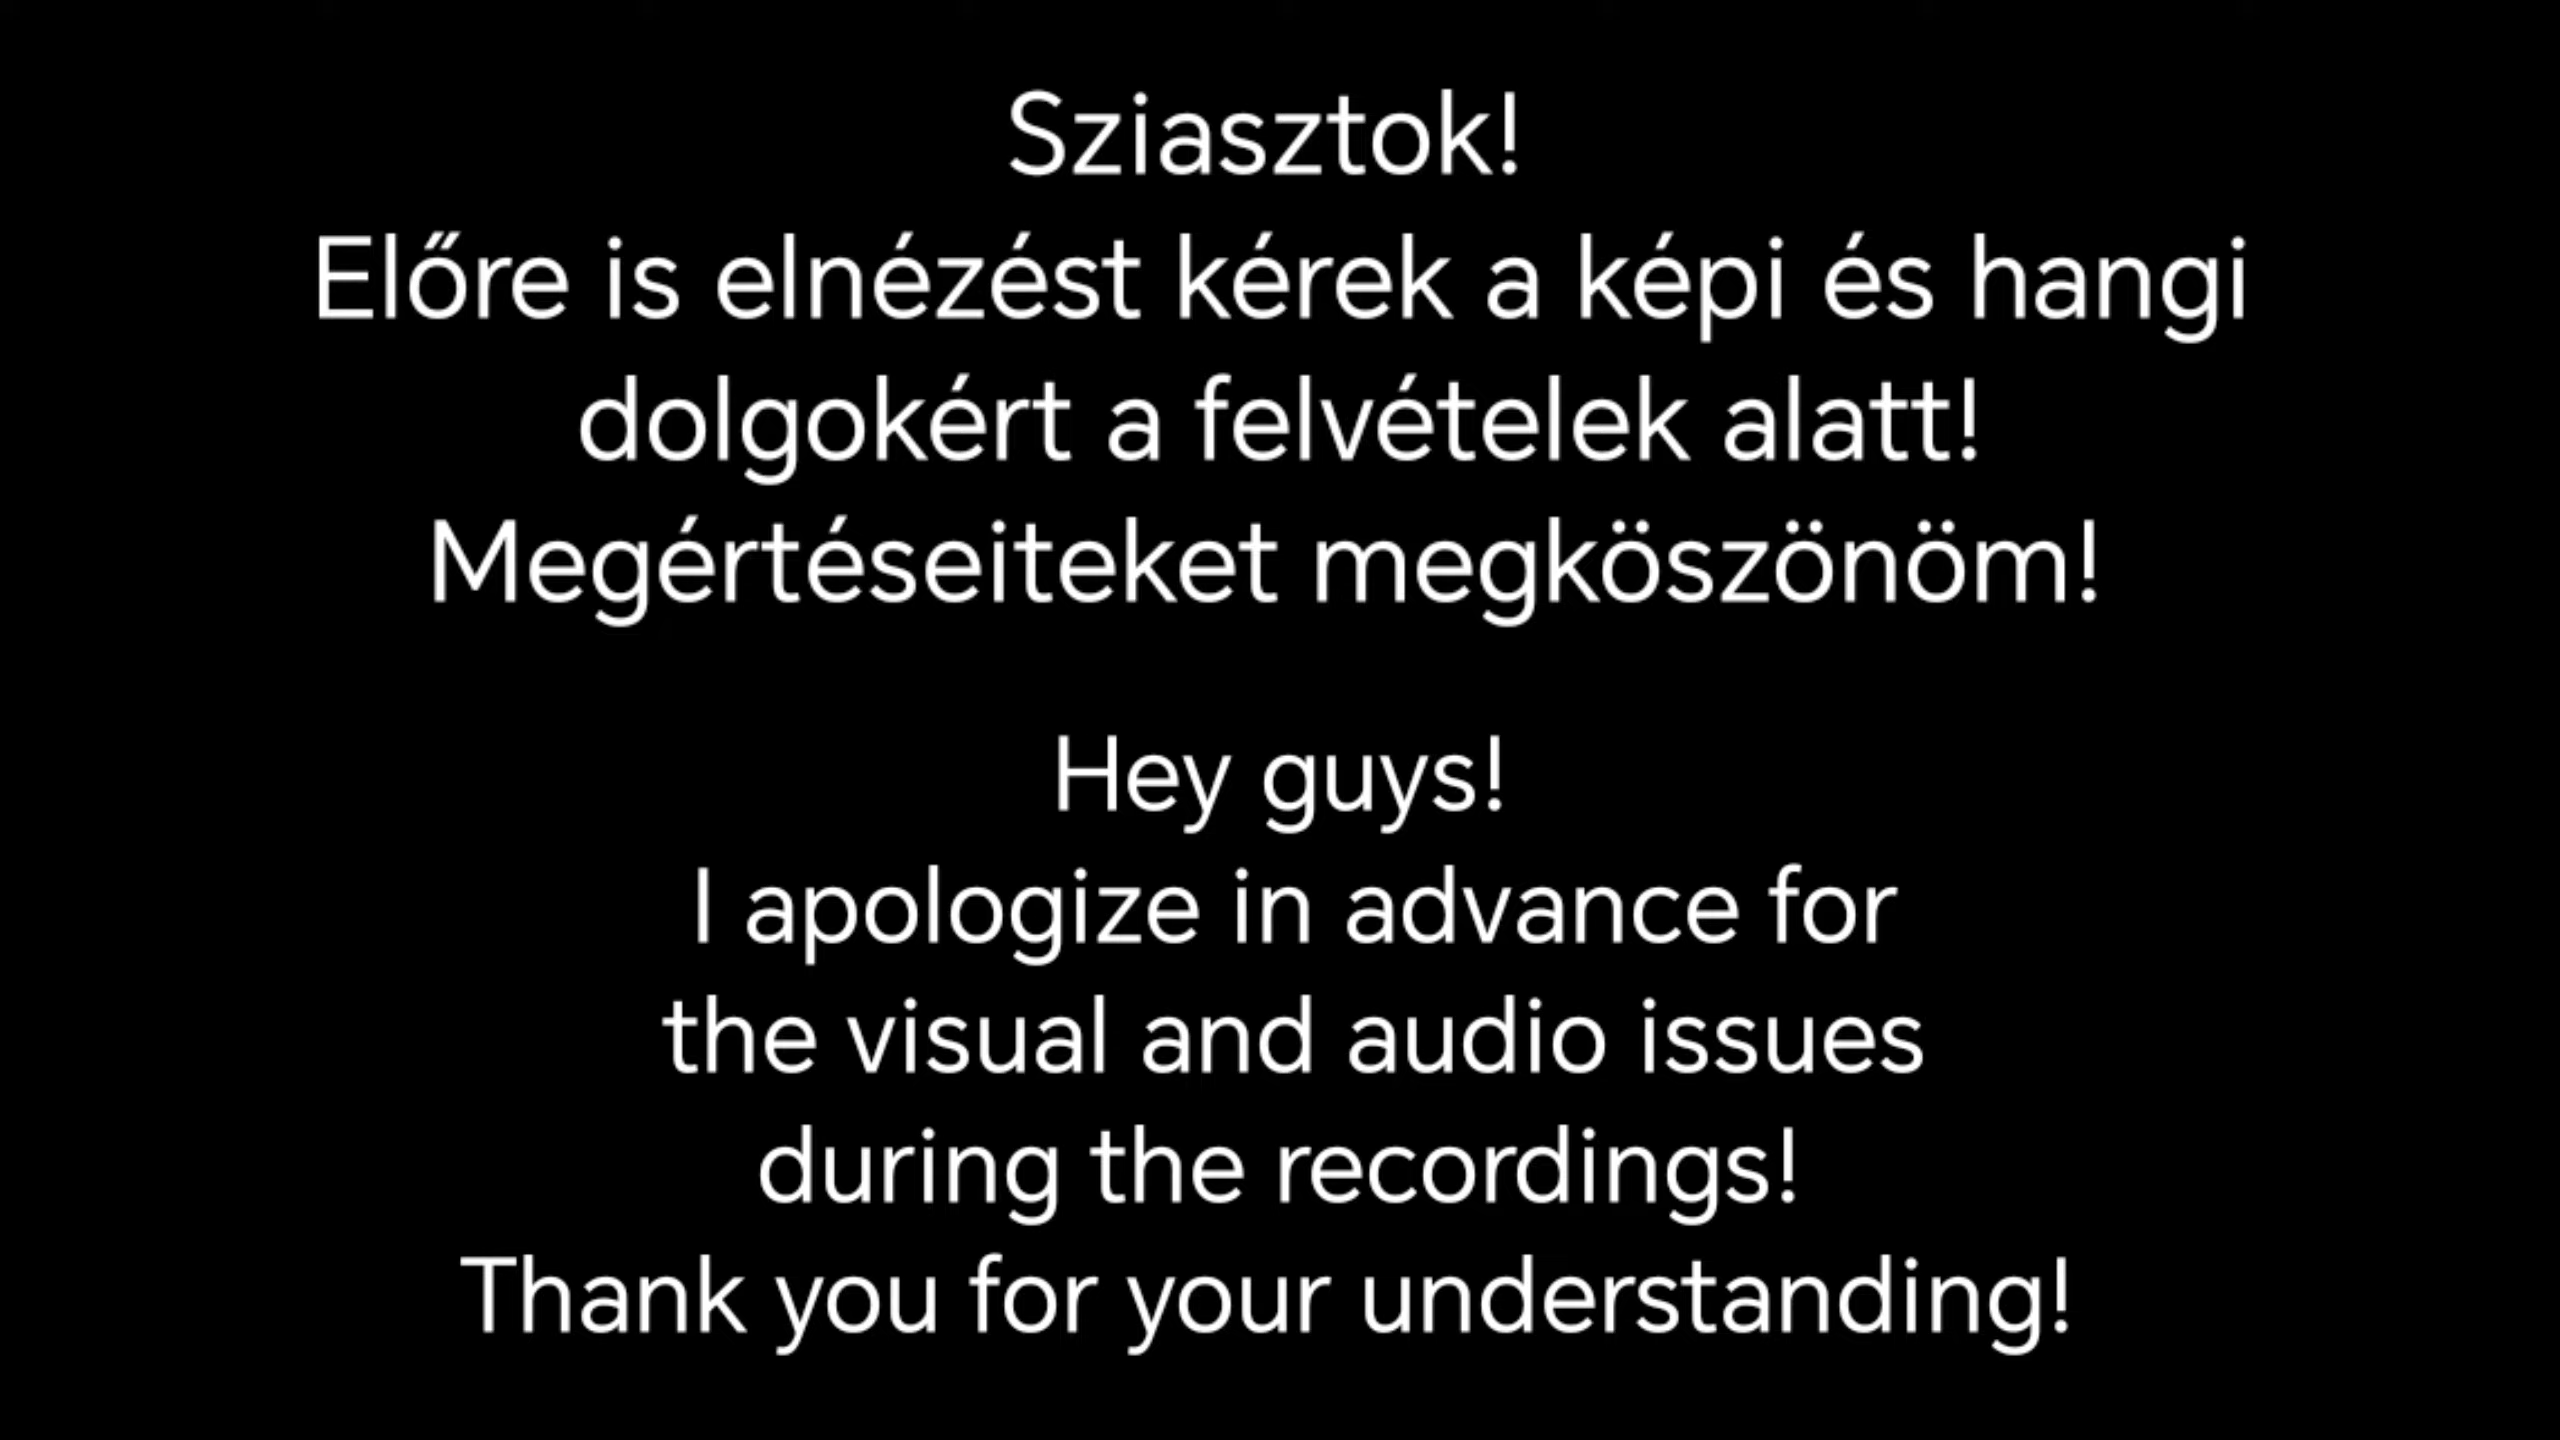 Sziasztok!
Előre is elnézést kérek a képi és hangi
dolgokért a felvételek alatt!
Megértéseiteket megköszönöm!
Hey guys!
I apologize in advance for
the visual and audio issues
during the recordings!
Thank you for your understanding!